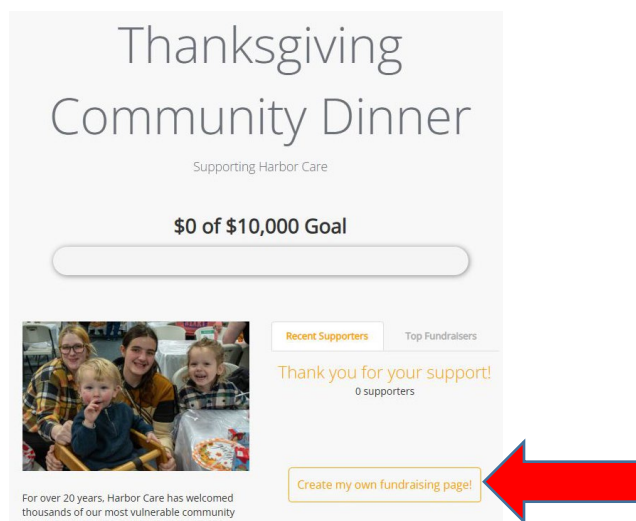 Thanksgiving
Community Dinner
Supporting Harbor Care
$0 of $10,000 Goal
Recent Supporters
Top Fundraisers
Thank you for your support!
0 supporters
Create my own fundraising page!
For over 20 years, Harbor Care has welcomed
thousands of our most vulnerable community